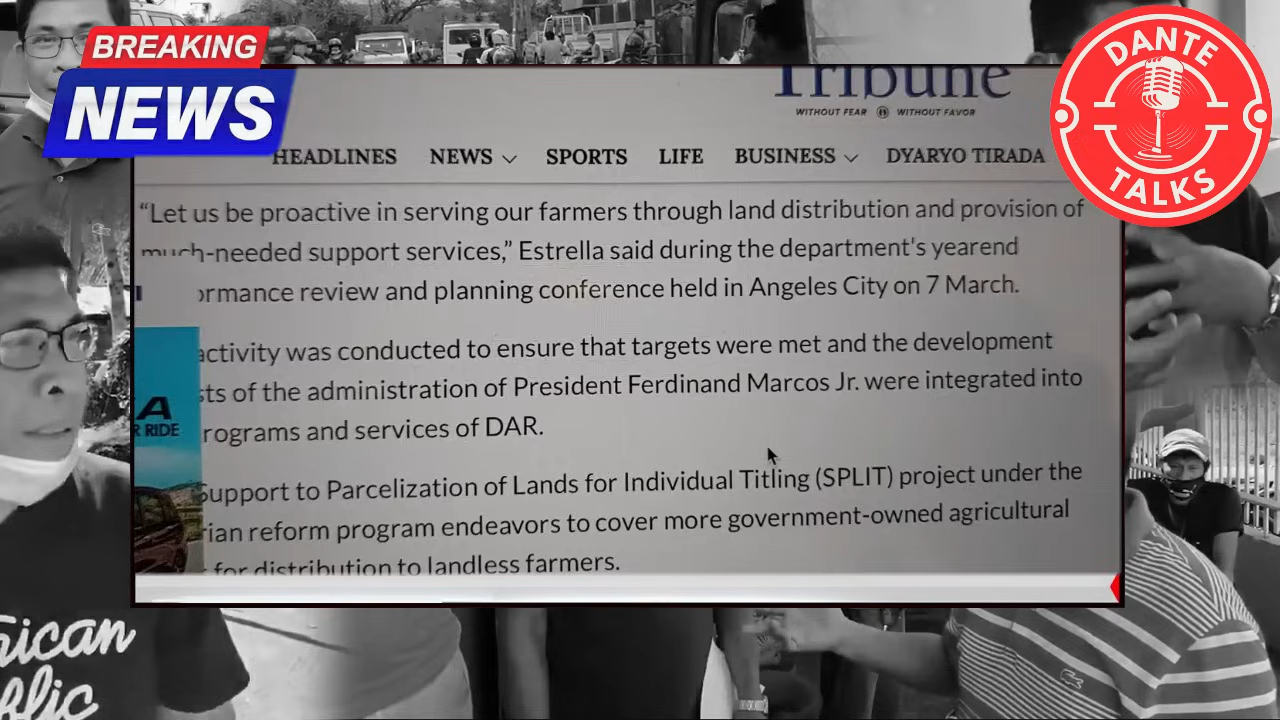 BREAKING
NEWS
DANTE
TALKS
Tribune
WITHOUT FEAR WITHOUT FAVOR
HEADLINES NEWS SPORTS LIFE BUSINESS DYARYO TIRADA
“Let us be proactive in serving our farmers through land distribution and provision of
much-needed support services,” Estrella said during the department's yearend
ormance review and planning conference held in Angeles City on 7 March.
activity was conducted to ensure that targets were met and the development
sts of the administration of President Ferdinand Marcos Jr. were integrated into
rograms and services of DAR.
Support to Parcelization of Lands for Individual Titling (SPLIT) project under the
rian reform program endeavors to cover more government-owned agricultural
for distribution to landless farmers.
A
R RIDE
rican